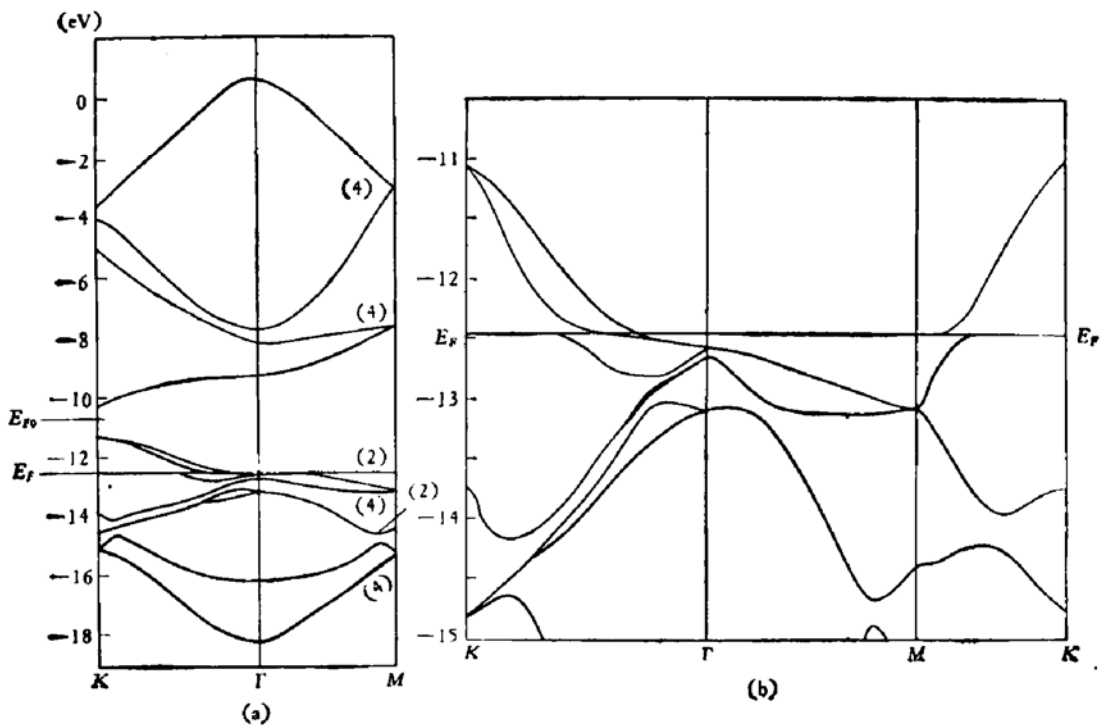 (eV)
0
—2
—4
—6
—8
—10
E_F0
—12
E_F
—14
—16
—18
(4)
(4)
(2)
(2)
(4)
K Γ M
(a)
—11
—12
E_F E_F
—13
—14
—15
K Γ M K
(b)